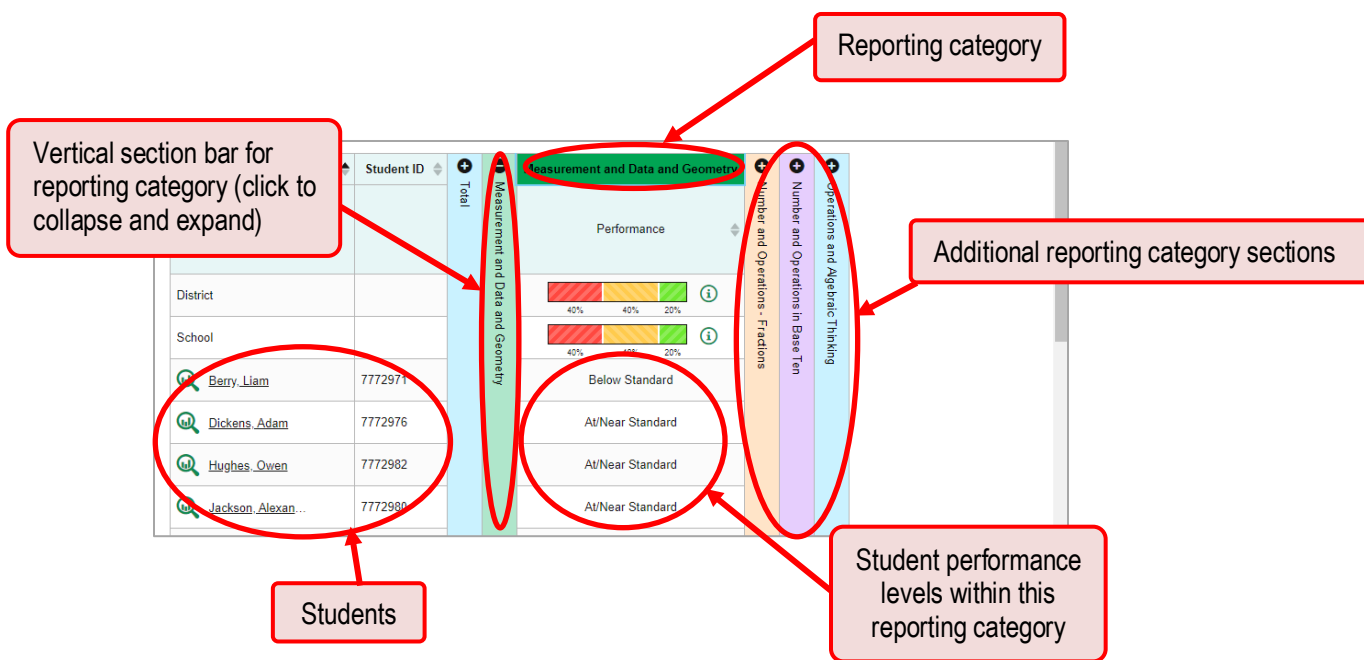 Reporting category
Vertical section bar for
reporting category (click to
collapse and expand)
Student ID
Total
Measurement and Data and Geometry
Measurement and Data and Geometry
Performance
Number and Operations - Fractions
Number and Operations in Base Ten
Operations and Algebraic Thinking
Additional reporting category sections
District
40% 40% 20%
School
40% 40% 20%
Berry, Liam 7772971 Below Standard
Dickens, Adam 7772976 At/Near Standard
Hughes, Owen 7772982 At/Near Standard
Jackson, Alexan... 7772980 At/Near Standard
Students
Student performance
levels within this
reporting category